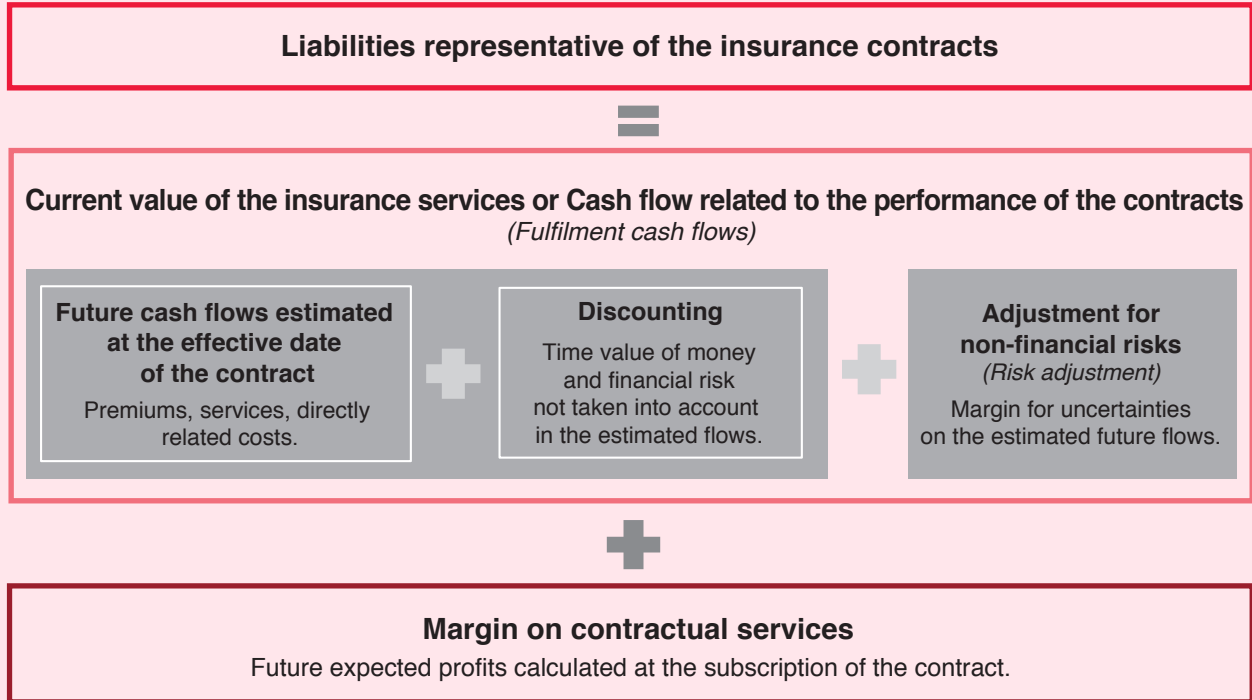 Liabilities representative of the insurance contracts
=
Current value of the insurance services or Cash flow related to the performance of the contracts
(Fulfilment cash flows)
Future cash flows estimated
at the effective date
of the contract
Premiums, services, directly
related costs.
+
Discounting
Time value of money
and financial risk
not taken into account
in the estimated flows.
+
Adjustment for
non-financial risks
(Risk adjustment)
Margin for uncertainties
on the estimated future flows.
+
Margin on contractual services
Future expected profits calculated at the subscription of the contract.